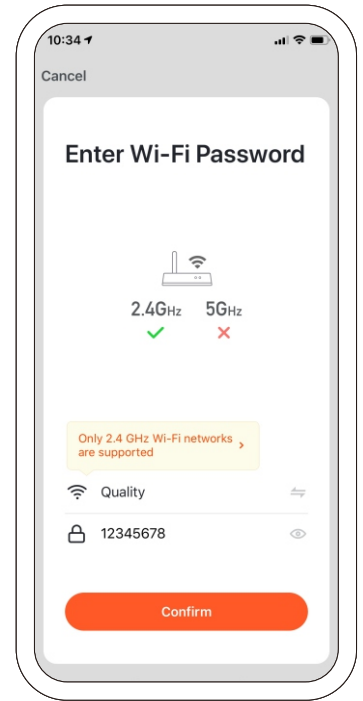 10:34
Cancel
Enter Wi-Fi Password
2.4GHz 5GHz
Only 2.4 GHz Wi-Fi networks
are supported
Quality
12345678
Confirm